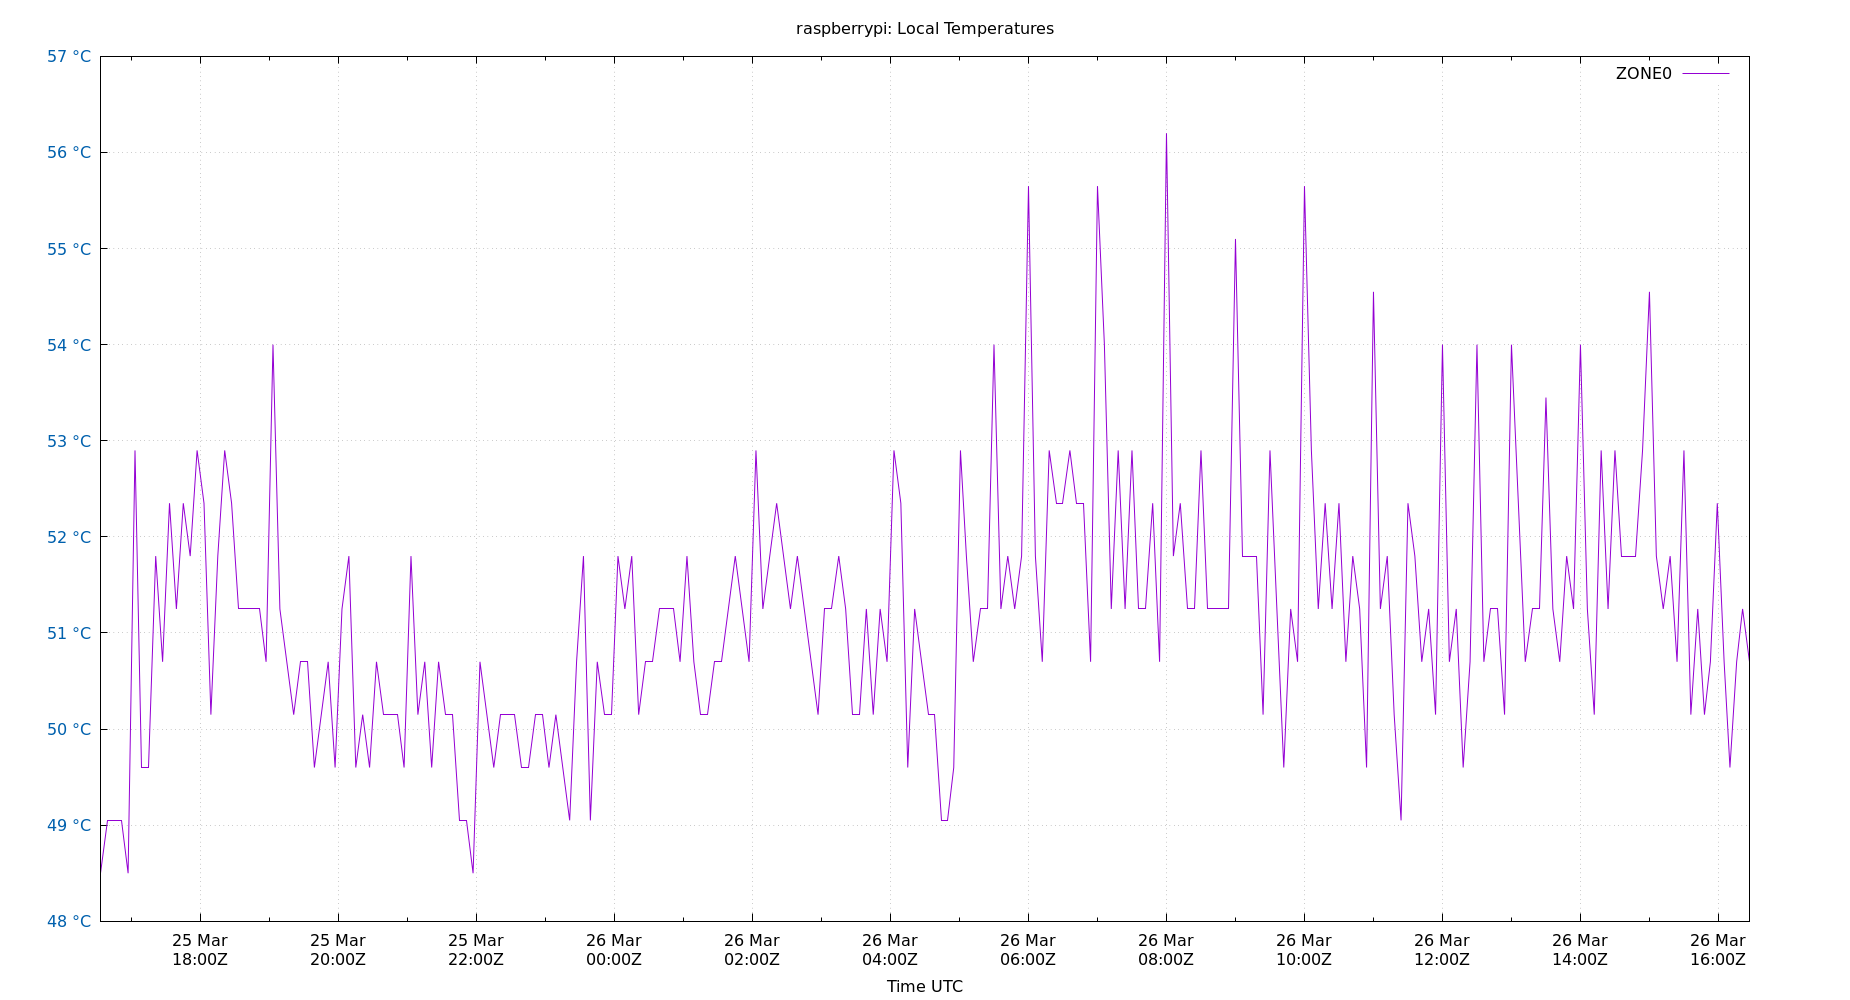 raspberrypi: Local Temperatures
57 °C
ZONE0
56 °C
55 °C
54 °C
53 °C
52 °C
51 °C
50 °C
49 °C
48 °C
25 Mar 25 Mar 25 Mar 26 Mar 26 Mar 26 Mar 26 Mar 26 Mar 26 Mar 26 Mar 26 Mar 26 Mar
18:00Z 20:00Z 22:00Z 00:00Z 02:00Z 04:00Z 06:00Z 08:00Z 10:00Z 12:00Z 14:00Z 16:00Z
Time UTC